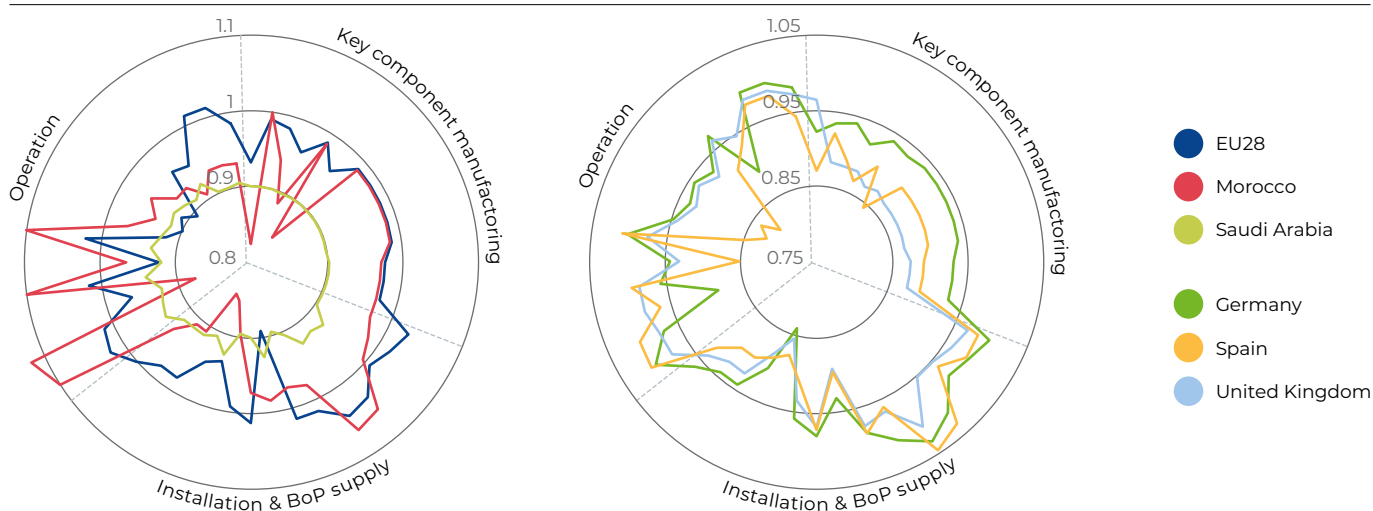 1.1
1
0.9
0.8
Key component manufactoring
Operation
Installation & BoP supply
1.05
0.95
0.85
0.75
Key component manufactoring
Operation
Installation & BoP supply
EU28
Morocco
Saudi Arabia
Germany
Spain
United Kingdom